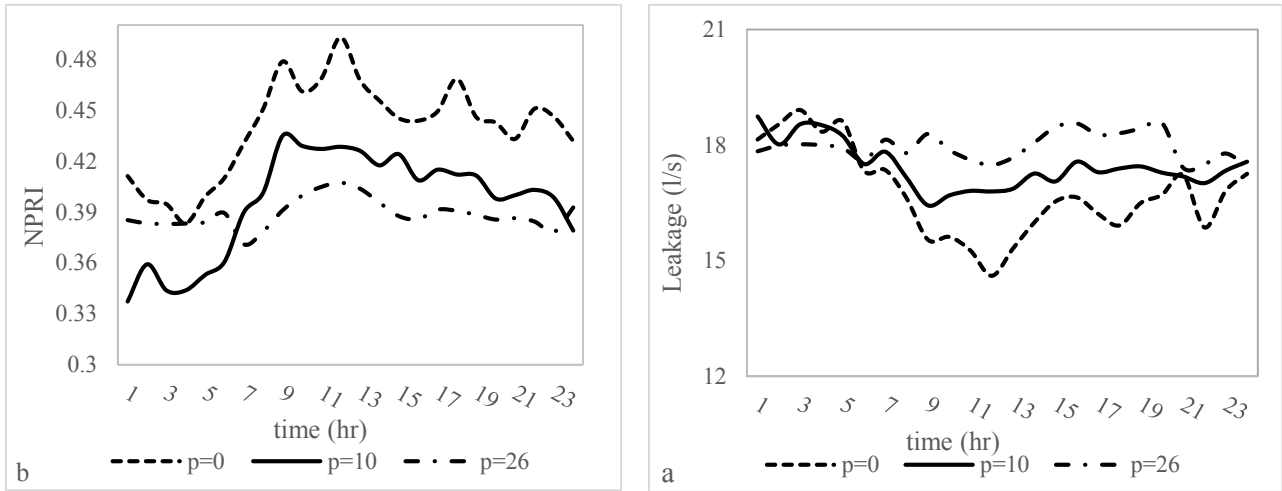 0.48
0.45
0.42
0.39
0.36
0.33
0.3
NPRI
1 3 5 7 9 11 13 15 17 19 21 23
time (hr)
p=0 p=10 p=26
b
21
18
15
12
Leakage (l/s)
1 3 5 7 9 11 13 15 17 19 21 23
time (hr)
p=0 p=10 p=26
a